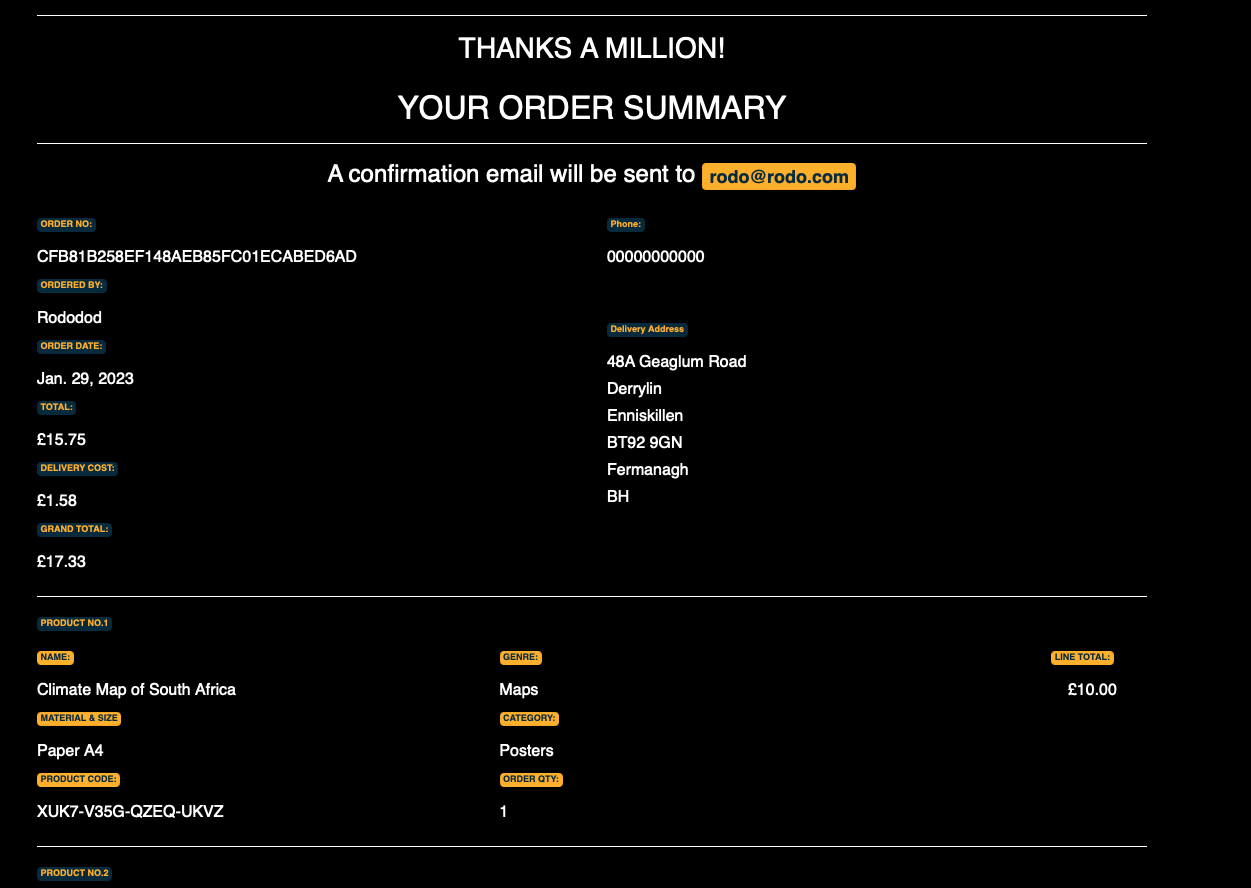 THANKS A MILLION!
YOUR ORDER SUMMARY
A confirmation email will be sent to rodo@rodo.com
ORDER NO:
CFB81B258EF148AEB85FC01ECABED6AD
ORDERED BY:
Rododod
ORDER DATE:
Jan. 29, 2023
TOTAL:
£15.75
DELIVERY COST:
£1.58
GRAND TOTAL:
£17.33
Phone:
00000000000
Delivery Address
48A Geaglum Road
Derrylin
Enniskillen
BT92 9GN
Fermanagh
BH
PRODUCT NO.1
NAME:
Climate Map of South Africa
MATERIAL & SIZE
Paper A4
PRODUCT CODE:
XUK7-V35G-QZEQ-UKVZ
GENRE:
Maps
CATEGORY:
Posters
ORDER QTY:
1
LINE TOTAL:
£10.00
PRODUCT NO.2